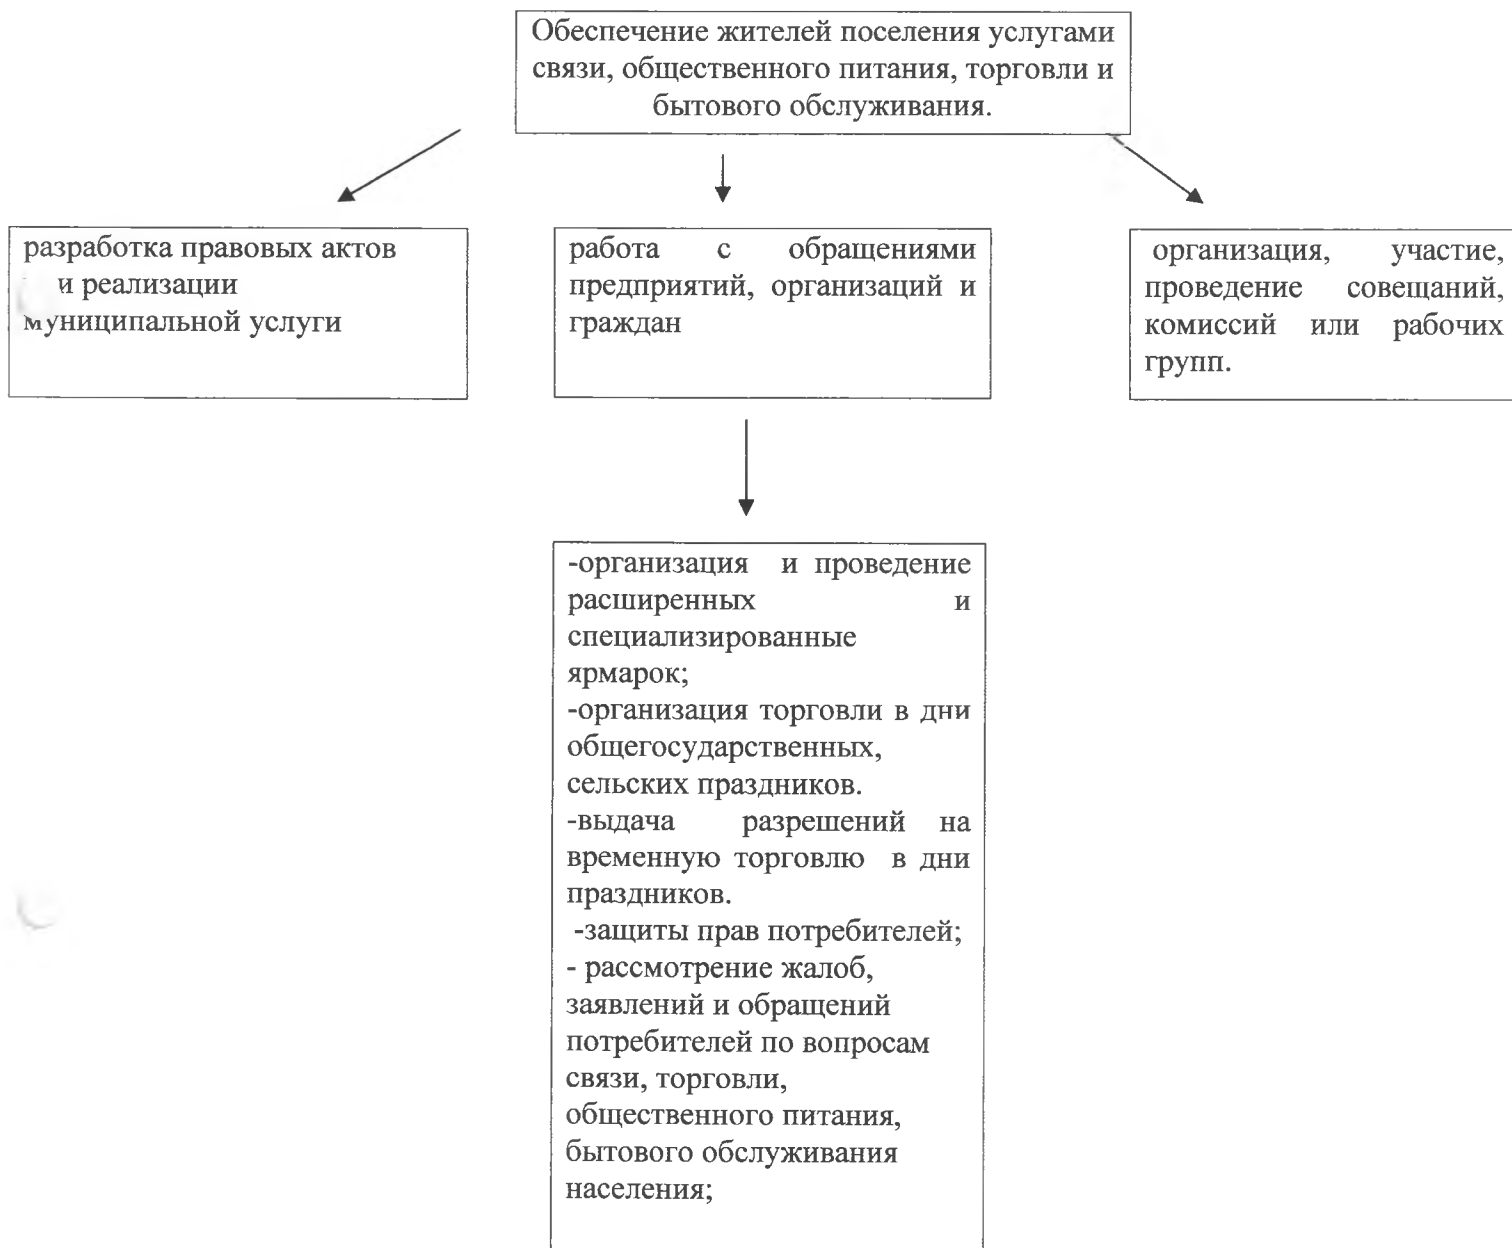 Обеспечение жителей поселения услугами
связи, общественного питания, торговли и
бытового обслуживания.
разработка правовых актов
и реализации
муниципальной услуги
работа с обращениями
предприятий, организаций и
граждан
организация, участие,
проведение совещаний,
комиссий или рабочих
групп.
-организация и проведение
расширенных и
специализированные
ярмарок;
-организация торговли в дни
общегосударственных,
сельских праздников.
-выдача разрешений на
временную торговлю в дни
праздников.
-защиты прав потребителей;
- рассмотрение жалоб,
заявлений и обращений
потребителей по вопросам
связи, торговли,
общественного питания,
бытового обслуживания
населения;